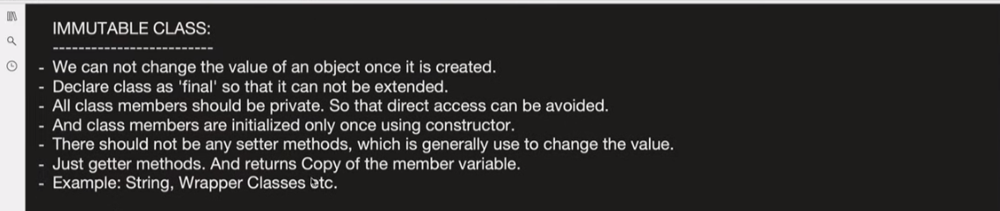 IMMUTABLE CLASS:
-------------------------
- We can not change the value of an object once it is created.
- Declare class as 'final' so that it can not be extended.
- All class members should be private. So that direct access can be avoided.
- And class members are initialized only once using constructor.
- There should not be any setter methods, which is generally use to change the value.
- Just getter methods. And returns Copy of the member variable.
- Example: String, Wrapper Classes etc.